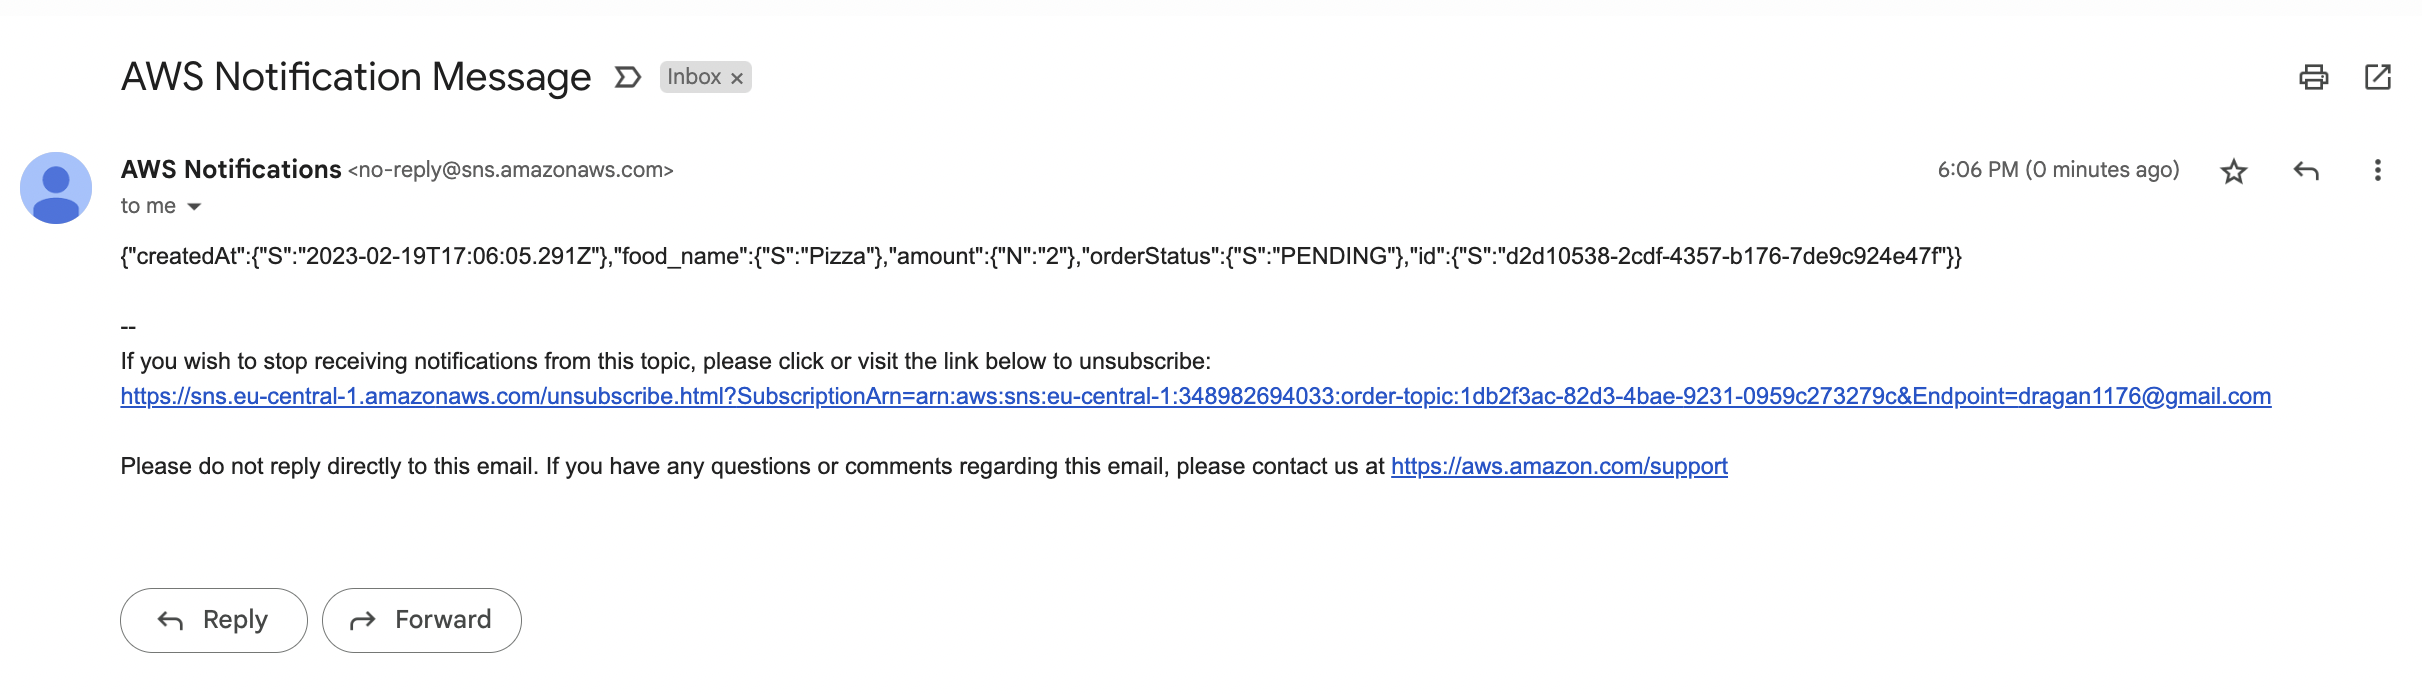 AWS Notification Message Inbox ×
AWS Notifications <no-reply@sns.amazonaws.com> 6:06 PM (0 minutes ago)
to me
{"createdAt":{"S":"2023-02-19T17:06:05.291Z"},"food_name":{"S":"Pizza"},"amount":{"N":"2"},"orderStatus":{"S":"PENDING"},"id":{"S":"d2d10538-2cdf-4357-b176-7de9c924e47f"}}
--
If you wish to stop receiving notifications from this topic, please click or visit the link below to unsubscribe:
https://sns.eu-central-1.amazonaws.com/unsubscribe.html?SubscriptionArn=arn:aws:sns:eu-central-1:348982694033:order-topic:1db2f3ac-82d3-4bae-9231-0959c273279c&Endpoint=dragan1176@gmail.com
Please do not reply directly to this email. If you have any questions or comments regarding this email, please contact us at https://aws.amazon.com/support
Reply Forward